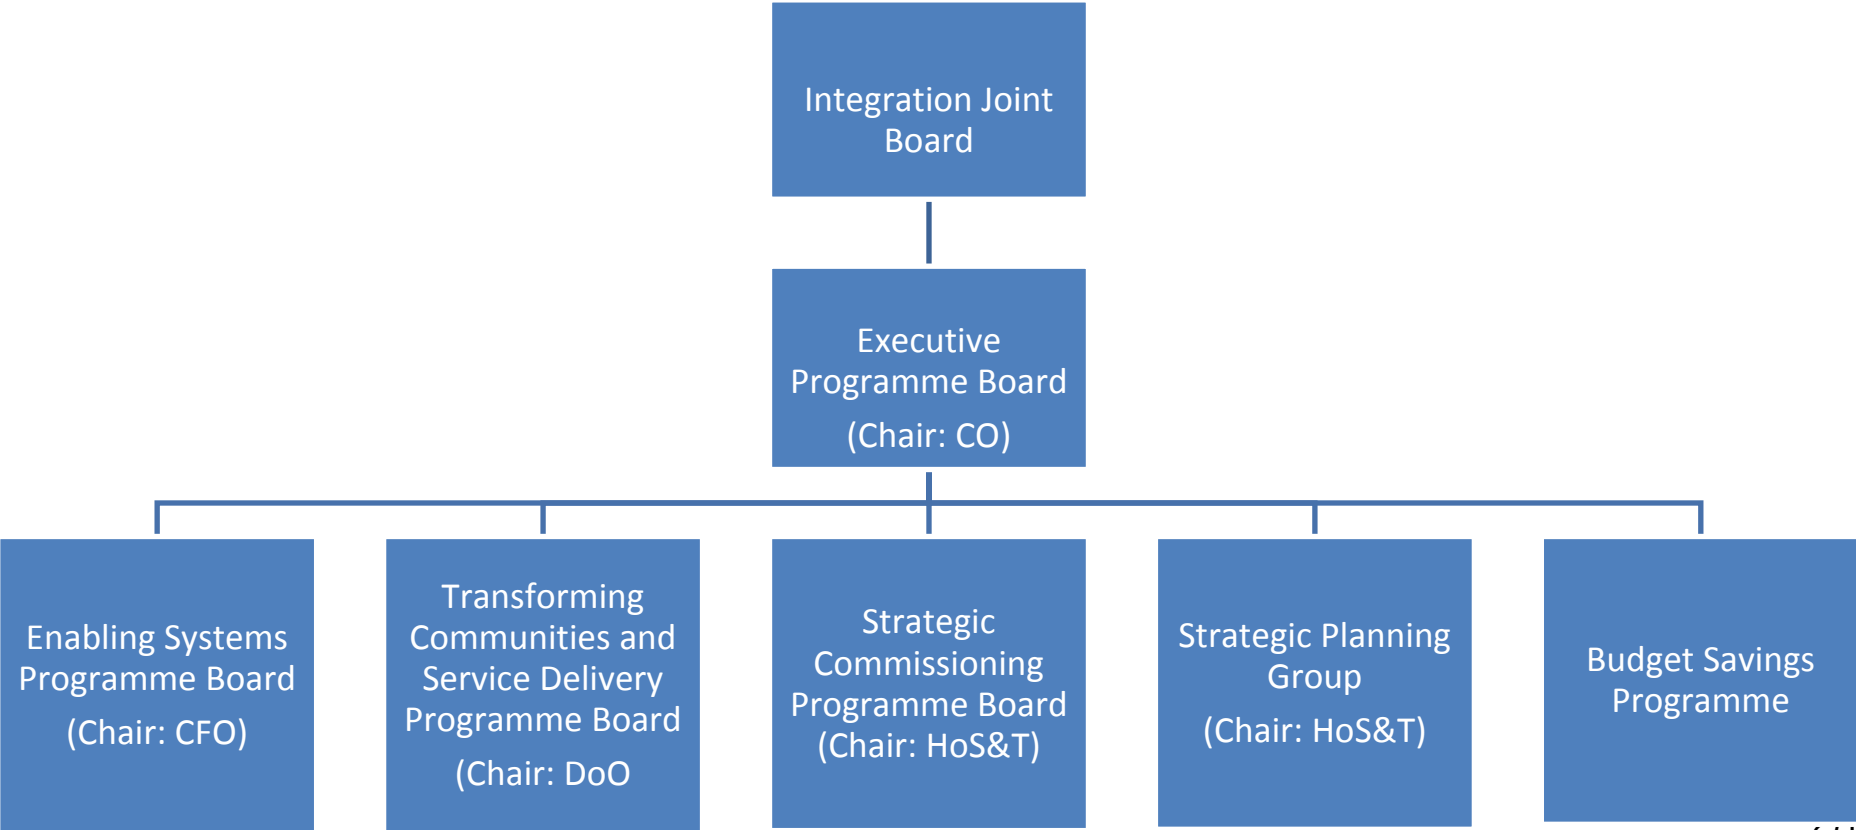 Integration Joint
Board
Executive
Programme Board
(Chair: CO)
Enabling Systems
Programme Board
(Chair: CFO)
Transforming
Communities and
Service Delivery
Programme Board
(Chair: DoO
Strategic
Commissioning
Programme Board
(Chair: HoS&T)
Strategic Planning
Group
(Chair: HoS&T)
Budget Savings
Programme